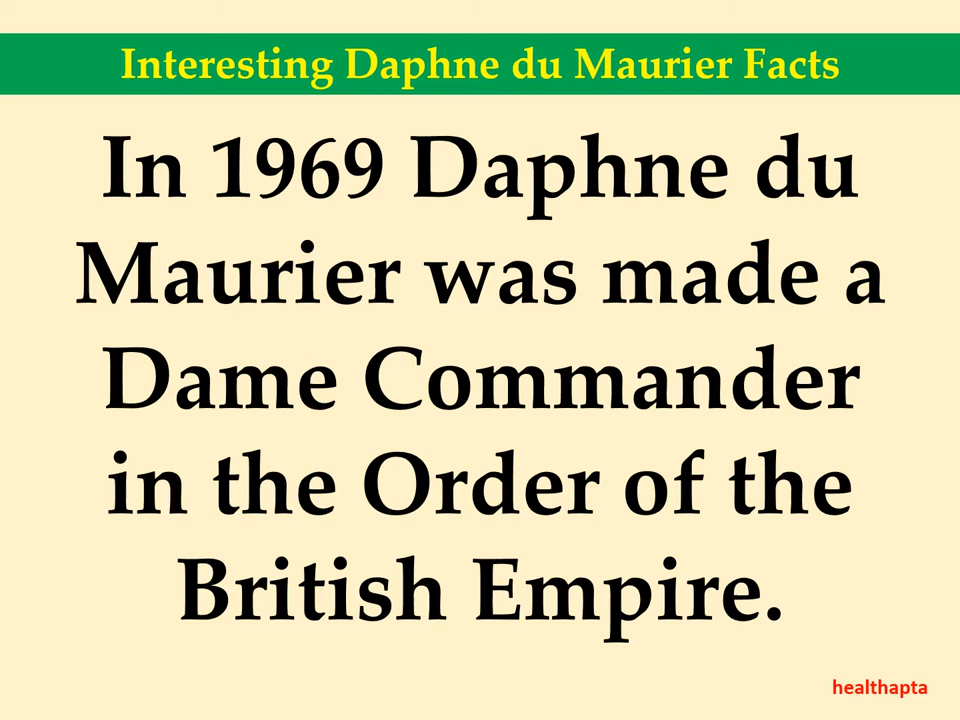 Interesting Daphne du Maurier Facts
In 1969 Daphne du
Maurier was made a
Dame Commander
in the Order of the
British Empire.
healthapta